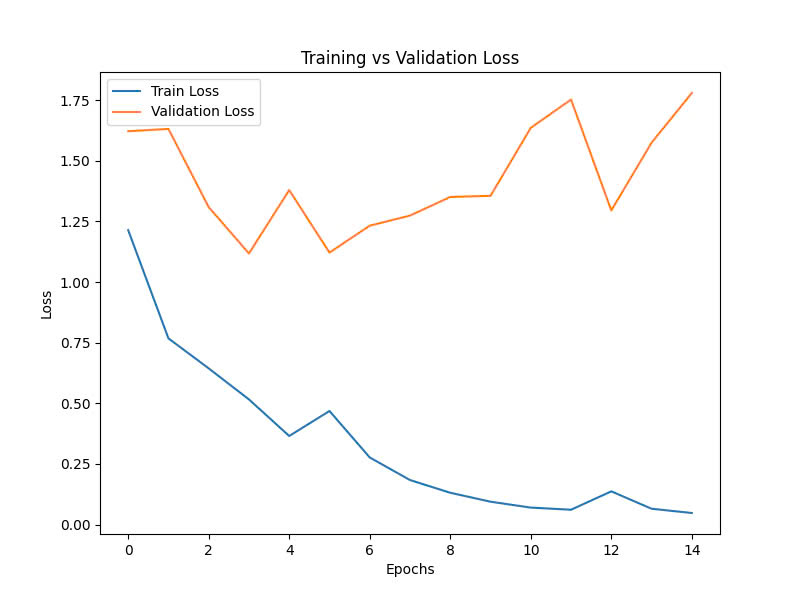 Training vs Validation Loss
Train Loss
Validation Loss
1.75
1.50
1.25
1.00
0.75
0.50
0.25
0.00
Loss
0 2 4 6 8 10 12 14
Epochs